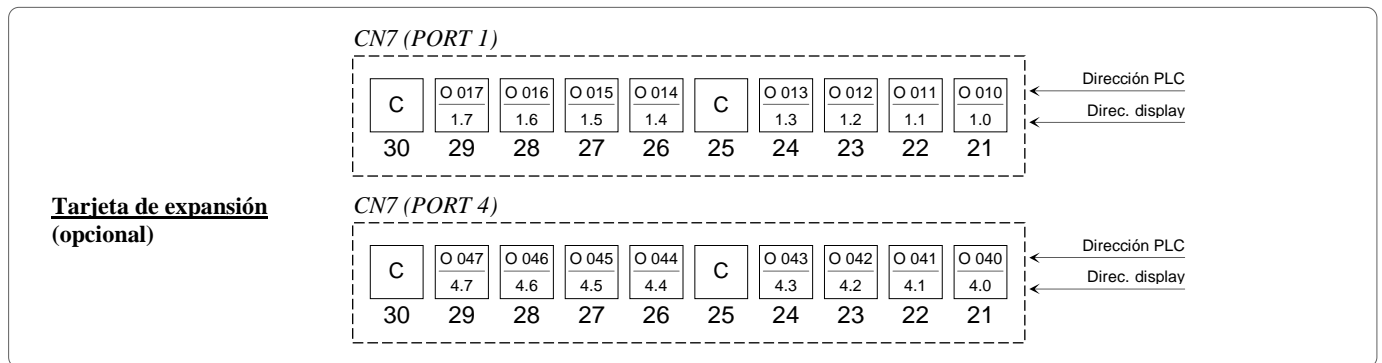 CN7 (PORT 1)
C O 017 O 016 O 015 O 014 C O 013 O 012 O 011 O 010 Dirección PLC
1.7 1.6 1.5 1.4 1.3 1.2 1.1 1.0 Direc. display
30 29 28 27 26 25 24 23 22 21
Tarjeta de expansión
(opcional)
CN7 (PORT 4)
C O 047 O 046 O 045 O 044 C O 043 O 042 O 041 O 040 Dirección PLC
4.7 4.6 4.5 4.4 4.3 4.2 4.1 4.0 Direc. display
30 29 28 27 26 25 24 23 22 21